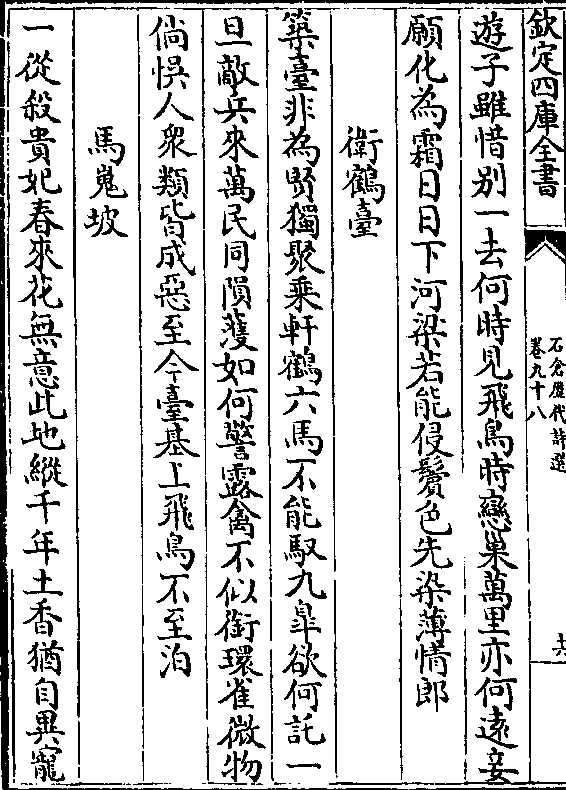 欽定四庫全書
石倉歷代詩選
卷九十八
六
遊子雖惜別一去何時見飛鳥時戀巢萬里亦何遠妾
願化為霜日日下河梁若能侵鬢色先染薄情郎
衛鶴臺
築臺非為賢獨聚乘軒鶴六馬不能馭九臯欲何託一
旦敵兵來萬民同隕蘀如何警露禽不似銜環雀微物
倘悞人衆類皆成惡至今臺基上飛鳥不至泊
馬嵬坡
一從殺貴妃春來花無意此地縱千年土香猶自異寵